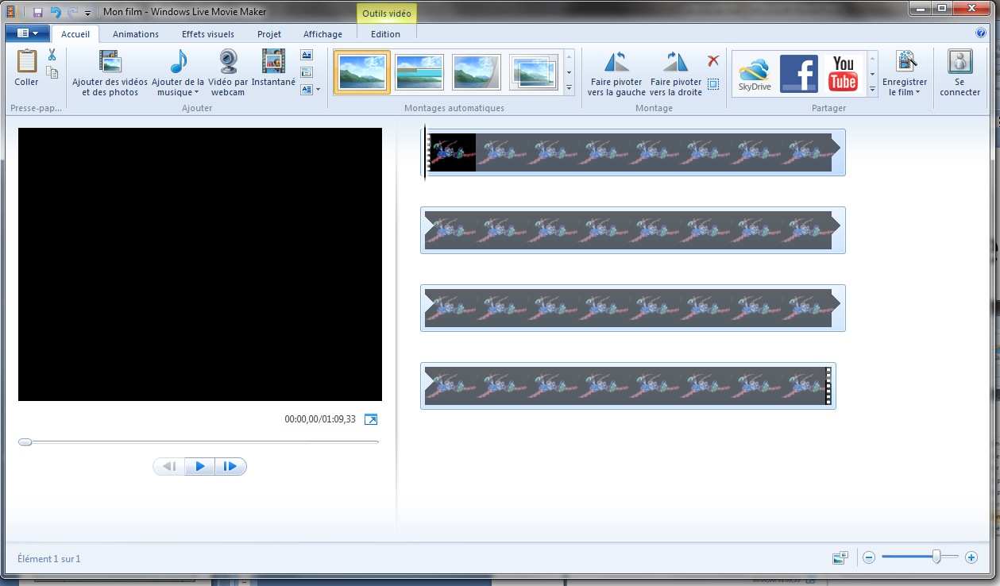 Mon film - Windows Live Movie Maker
Outils vidéo
Accueil
Animations
Effets visuels
Projet
Affichage
Edition
Coller
Ajouter des vidéos
et des photos
Ajouter de la
musique
Vidéo par
webcam
Instantané
Faire pivoter
vers la gauche
Faire pivoter
vers la droite
SkyDrive
f
You
Tube
Enregistrer
le film
Se
connecter
Presse-pap...
Ajouter
Montages automatiques
Montage
Partager
00:00,00/01:09,33
Élément 1 sur 1